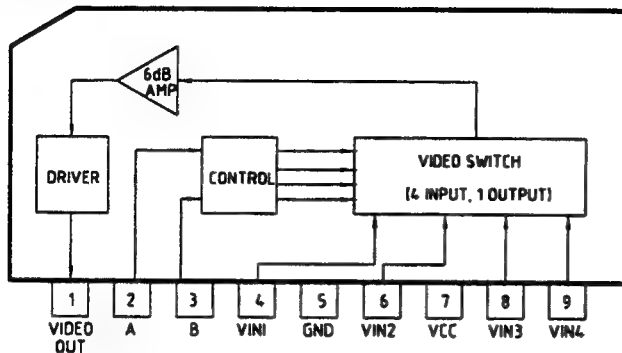 6dB
AMP
DRIVER
CONTROL
VIDEO SWITCH
(4 INPUT, 1 OUTPUT)
1 2 3 4 5 6 7 8 9
VIDEO OUT A B VIN1 GND VIN2 VCC VIN3 VIN4